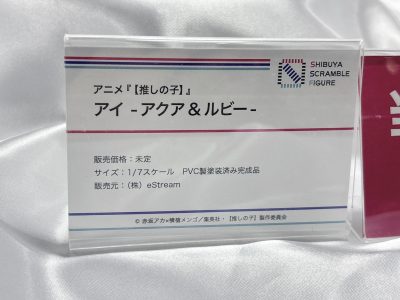 SHIBUYA
SCRAMBLE
FIGURE
アニメ『【推しの子】』
アイ -アクア＆ルビー-
販売価格：未定
サイズ：1/7スケール　PVC製塗装済み完成品
販売元：（株）eStream
© 赤坂アカ×横槍メンゴ／集英社・【推しの子】製作委員会